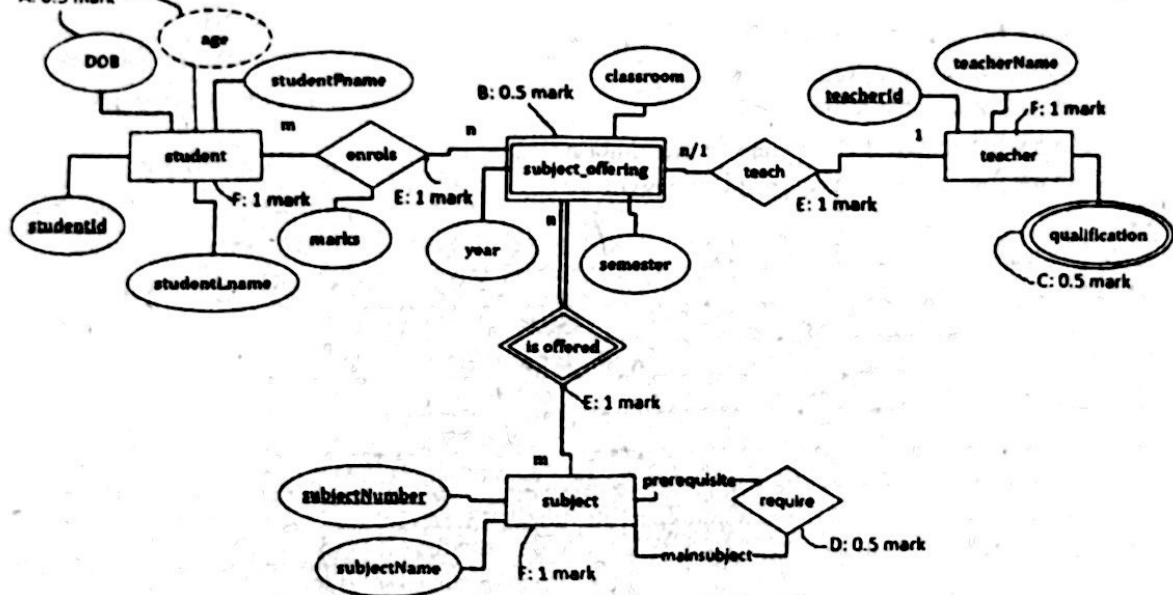 A: 0.5 mark
age
DOB
studentFname
classroom
teacherName
B: 0.5 mark
teacherId
F: 1 mark
m
n
1
student
enrols
subject_offering
n/1
teach
teacher
F: 1 mark
E: 1 mark
E: 1 mark
n
studentId
marks
year
semester
qualification
studentLname
C: 0.5 mark
is offered
E: 1 mark
m
subjectNumber
subject
prerequisite
require
subjectName
F: 1 mark
mainsubject
D: 0.5 mark